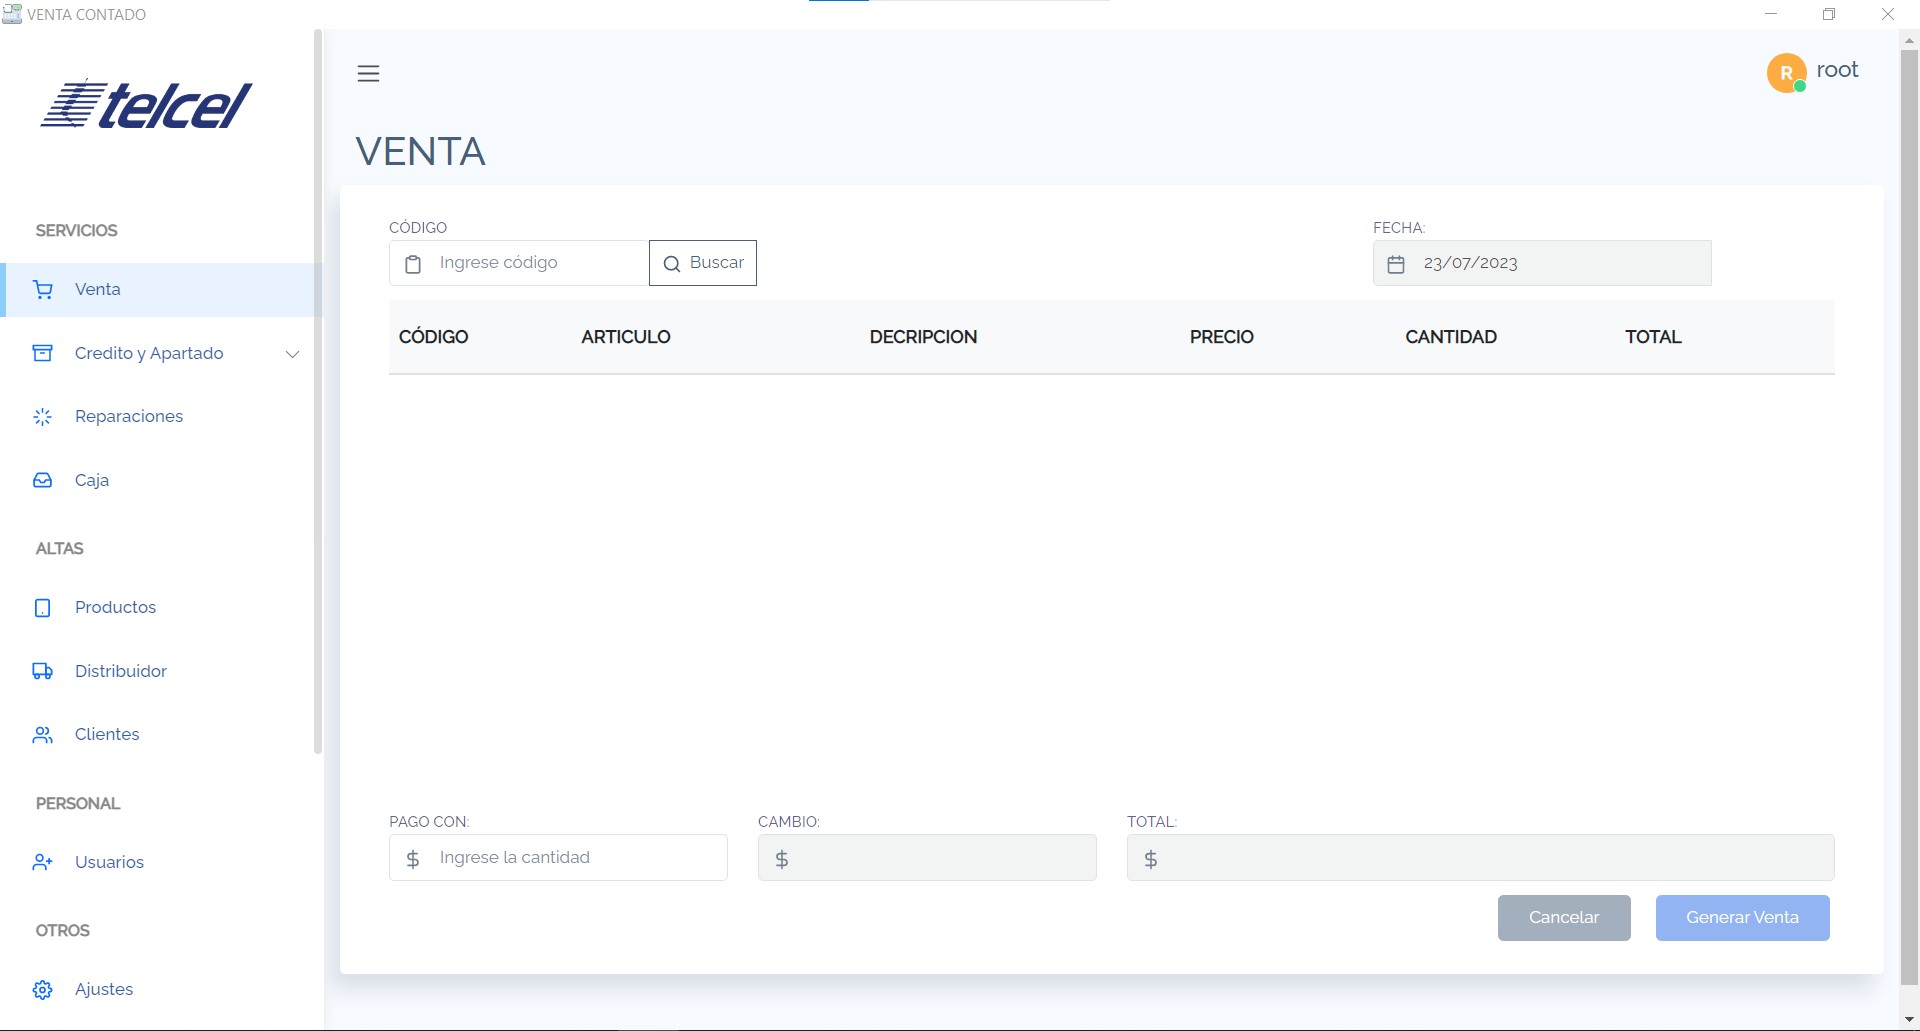 VENTA CONTADO
telcel
R
root
VENTA
SERVICIOS
Venta
Credito y Apartado
Reparaciones
Caja
ALTAS
Productos
Distribuidor
Clientes
PERSONAL
Usuarios
OTROS
Ajustes
CÓDIGO
Ingrese código
Buscar
FECHA:
23/07/2023
CÓDIGO ARTICULO DECRIPCION PRECIO CANTIDAD TOTAL
PAGO CON: CAMBIO: TOTAL:
$ Ingrese la cantidad $ $
Cancelar Generar Venta